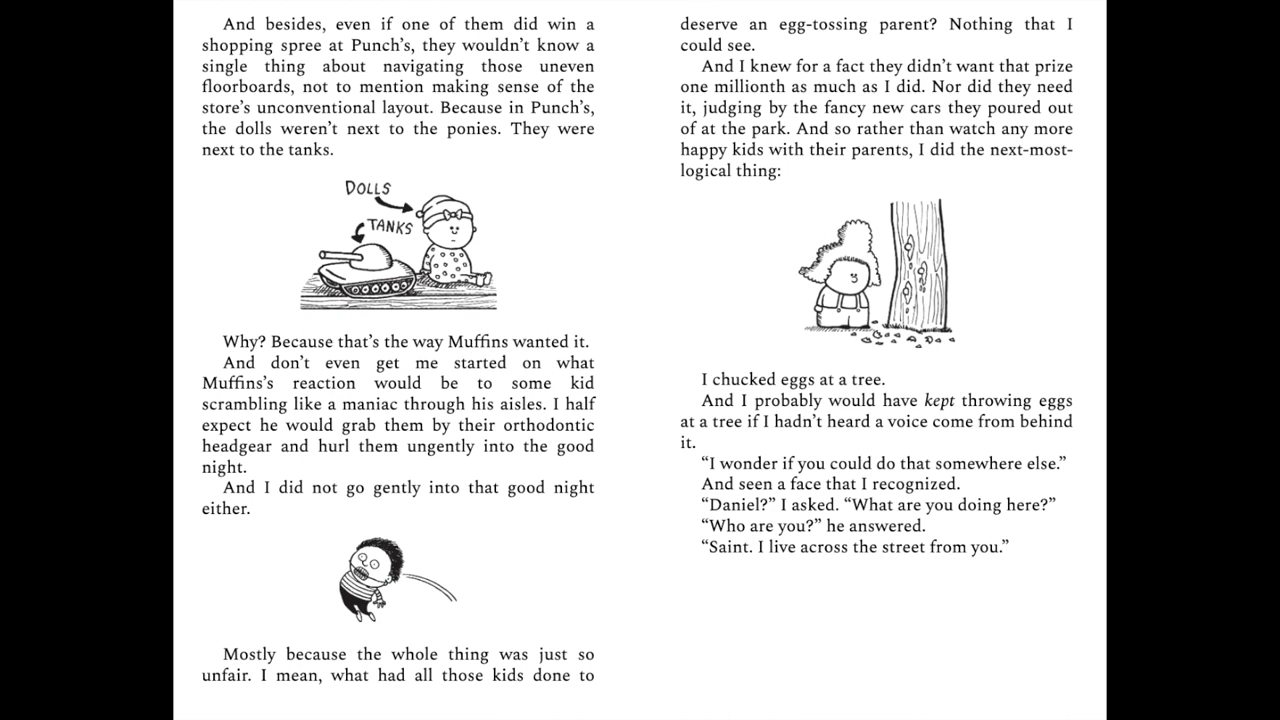 And besides, even if one of them did win a
shopping spree at Punch’s, they wouldn’t know a
single thing about navigating those uneven
floorboards, not to mention making sense of the
store’s unconventional layout. Because in Punch’s,
the dolls weren’t next to the ponies. They were
next to the tanks.
DOLLS
TANKS
Why? Because that’s the way Muffins wanted it.
And don’t even get me started on what
Muffins’s reaction would be to some kid
scrambling like a maniac through his aisles. I half
expect he would grab them by their orthodontic
headgear and hurl them ungently into the good
night.
And I did not go gently into that good night
either.
Mostly because the whole thing was just so
unfair. I mean, what had all those kids done to
deserve an egg-tossing parent? Nothing that I
could see.
And I knew for a fact they didn’t want that prize
one millionth as much as I did. Nor did they need
it, judging by the fancy new cars they poured out
of at the park. And so rather than watch any more
happy kids with their parents, I did the next-most-
logical thing:
I chucked eggs at a tree.
And I probably would have kept throwing eggs
at a tree if I hadn’t heard a voice come from behind
it.
“I wonder if you could do that somewhere else.”
And seen a face that I recognized.
“Daniel?” I asked. “What are you doing here?”
“Who are you?” he answered.
“Saint. I live across the street from you.”